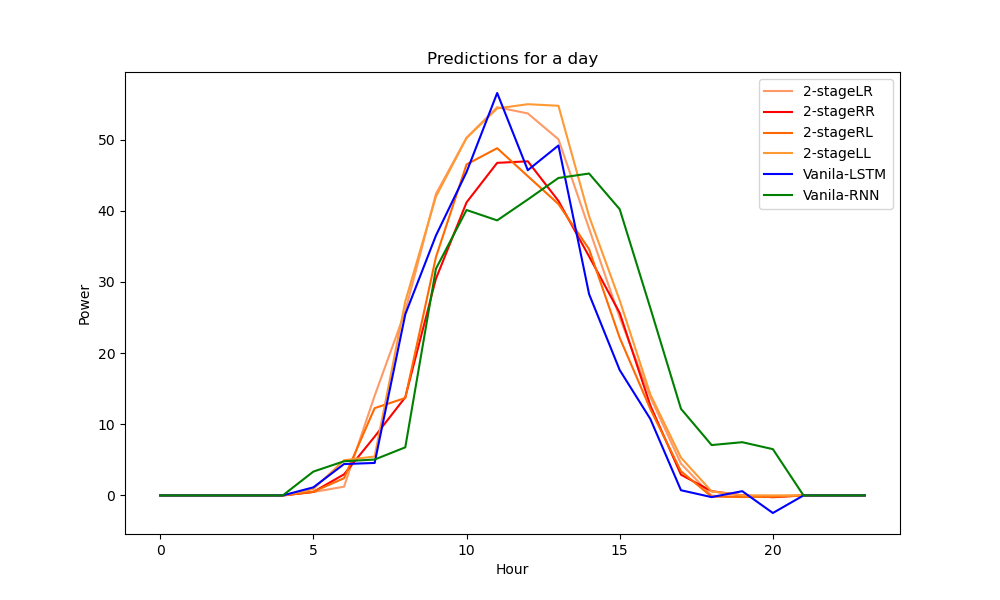 Predictions for a day
2-stageLR
2-stageRR
2-stageRL
2-stageLL
Vanila-LSTM
Vanila-RNN
50
40
30
20
10
0
Power
0 5 10 15 20
Hour